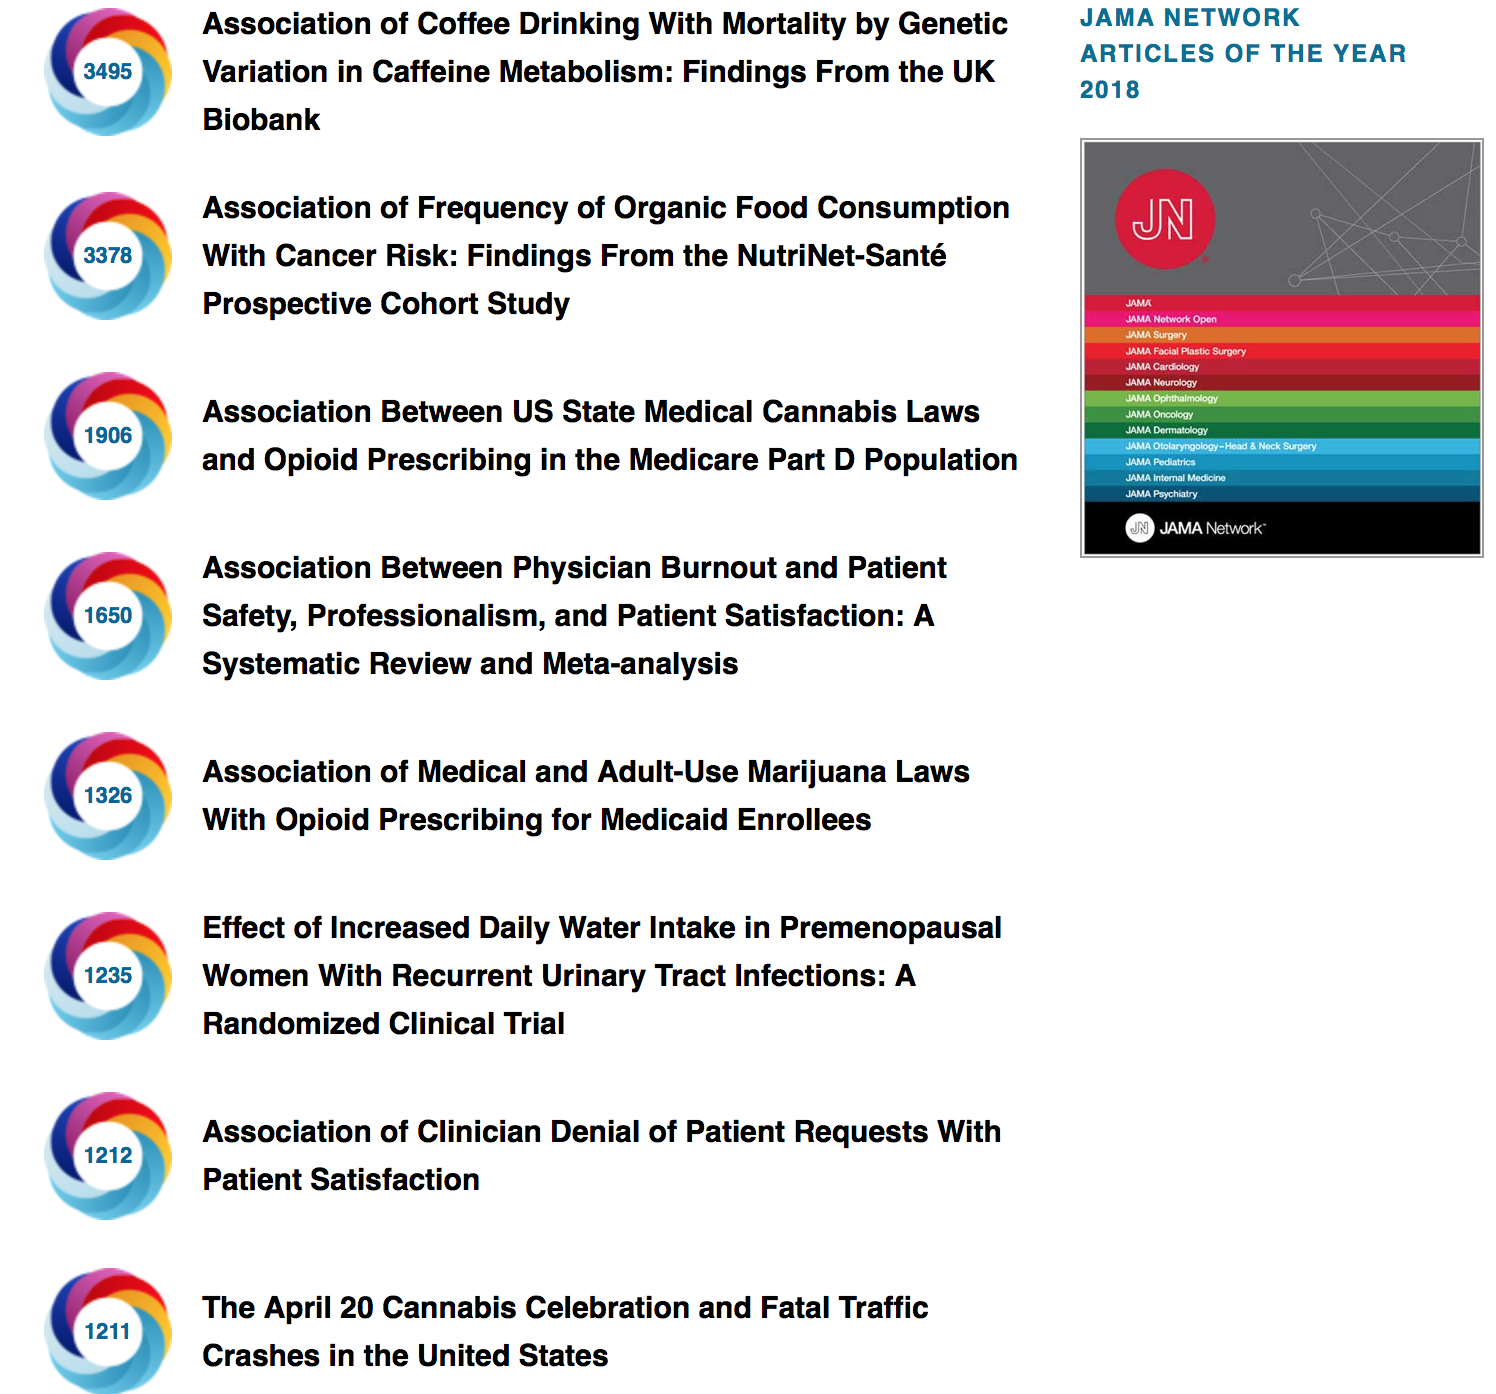 3495
Association of Coffee Drinking With Mortality by Genetic
Variation in Caffeine Metabolism: Findings From the UK
Biobank
3378
Association of Frequency of Organic Food Consumption
With Cancer Risk: Findings From the NutriNet-Santé
Prospective Cohort Study
1906
Association Between US State Medical Cannabis Laws
and Opioid Prescribing in the Medicare Part D Population
1650
Association Between Physician Burnout and Patient
Safety, Professionalism, and Patient Satisfaction: A
Systematic Review and Meta-analysis
1326
Association of Medical and Adult-Use Marijuana Laws
With Opioid Prescribing for Medicaid Enrollees
1235
Effect of Increased Daily Water Intake in Premenopausal
Women With Recurrent Urinary Tract Infections: A
Randomized Clinical Trial
1212
Association of Clinician Denial of Patient Requests With
Patient Satisfaction
1211
The April 20 Cannabis Celebration and Fatal Traffic
Crashes in the United States
JAMA NETWORK
ARTICLES OF THE YEAR
2018
JN®
JAMA
JAMA Network Open
JAMA Surgery
JAMA Facial Plastic Surgery
JAMA Cardiology
JAMA Neurology
JAMA Ophthalmology
JAMA Oncology
JAMA Dermatology
JAMA Otolaryngology–Head & Neck Surgery
JAMA Pediatrics
JAMA Internal Medicine
JAMA Psychiatry
JN JAMA Network™